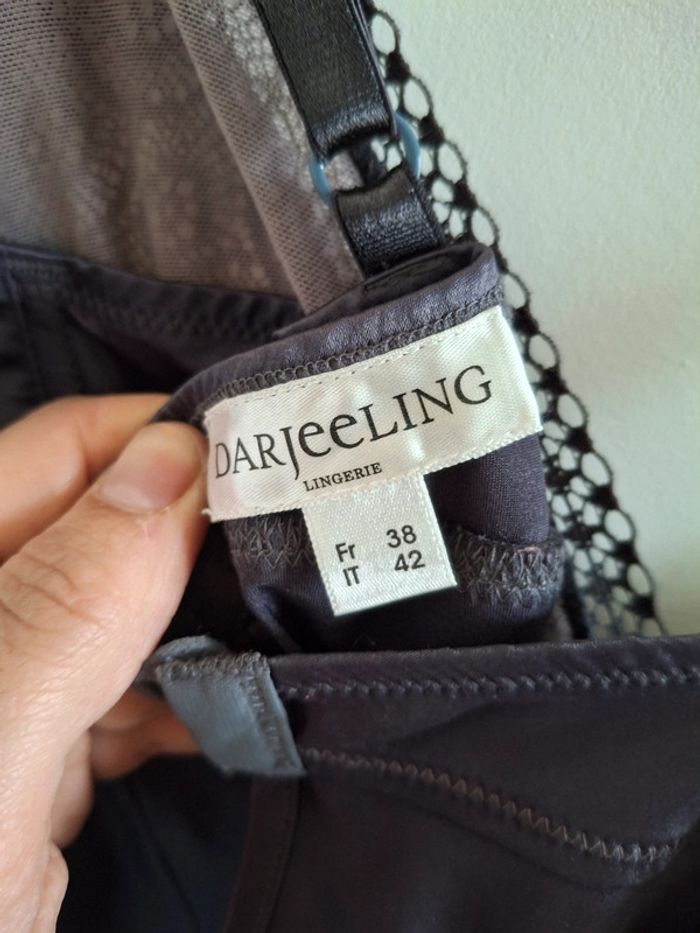 DARJeeLING
LINGERIE
Fr 38
IT 42